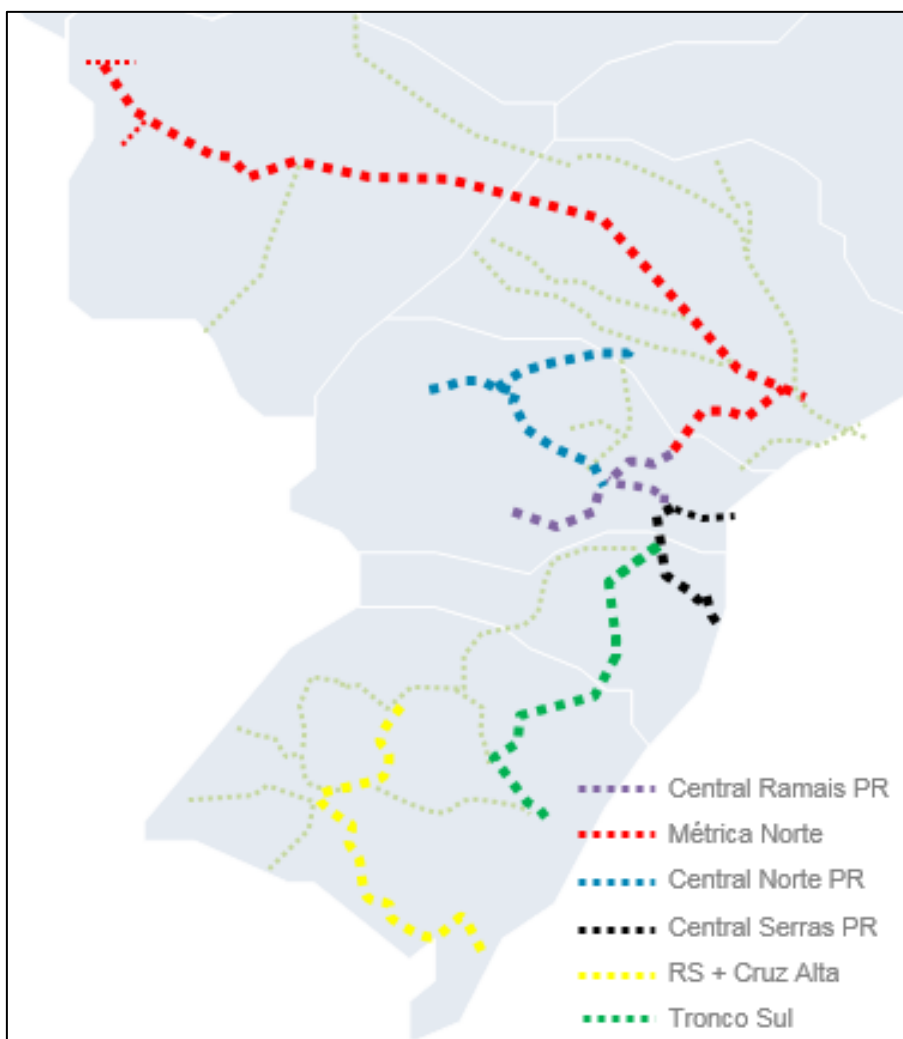 Central Ramais PR
Métrica Norte
Central Norte PR
Central Serras PR
RS + Cruz Alta
Tronco Sul